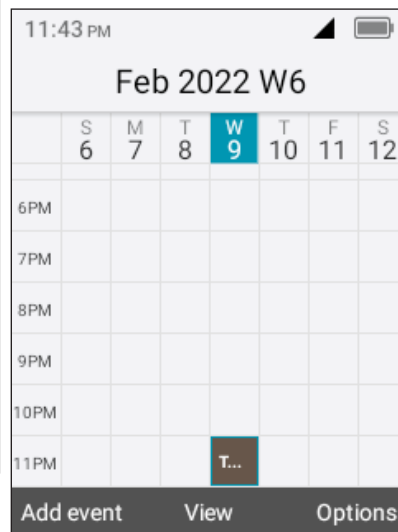 11:43 PM
Feb 2022 W6
S M T W T F S
6 7 8 9 10 11 12
6PM
7PM
8PM
9PM
10PM
11PM T...
Add event View Options